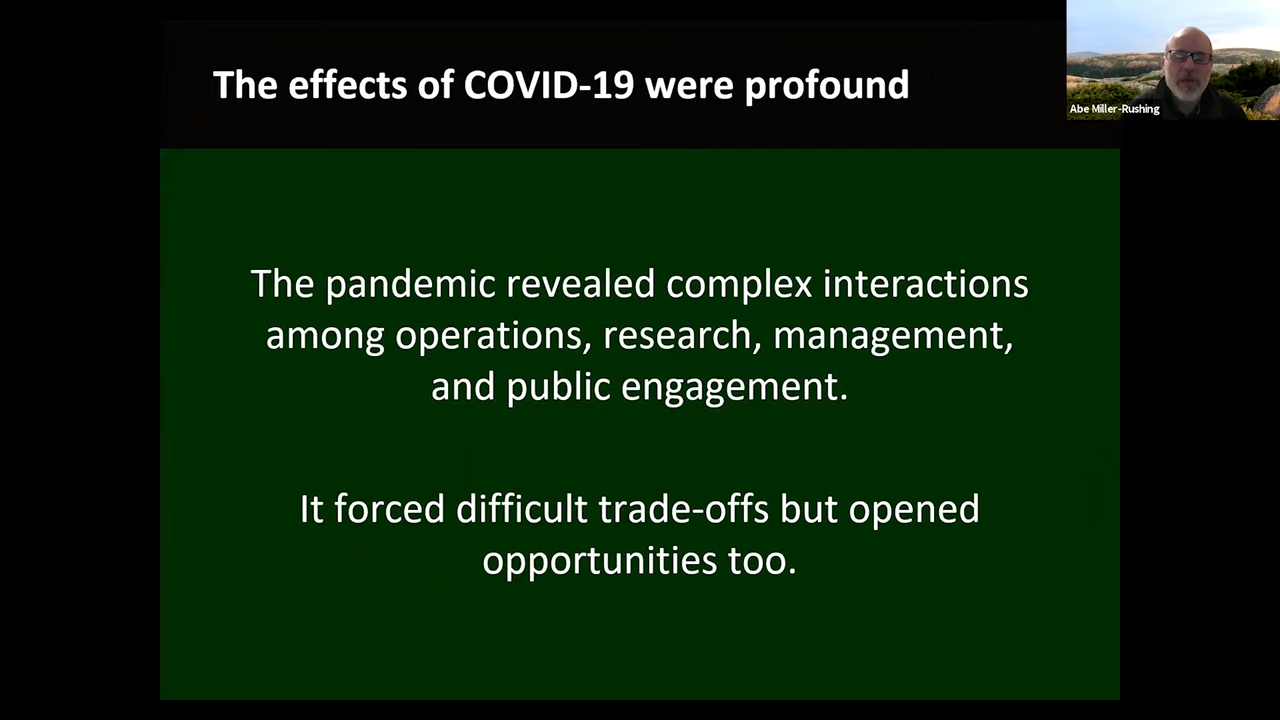 The effects of COVID-19 were profound
Abe Miller-Rushing
The pandemic revealed complex interactions
among operations, research, management,
and public engagement.
It forced difficult trade-offs but opened
opportunities too.